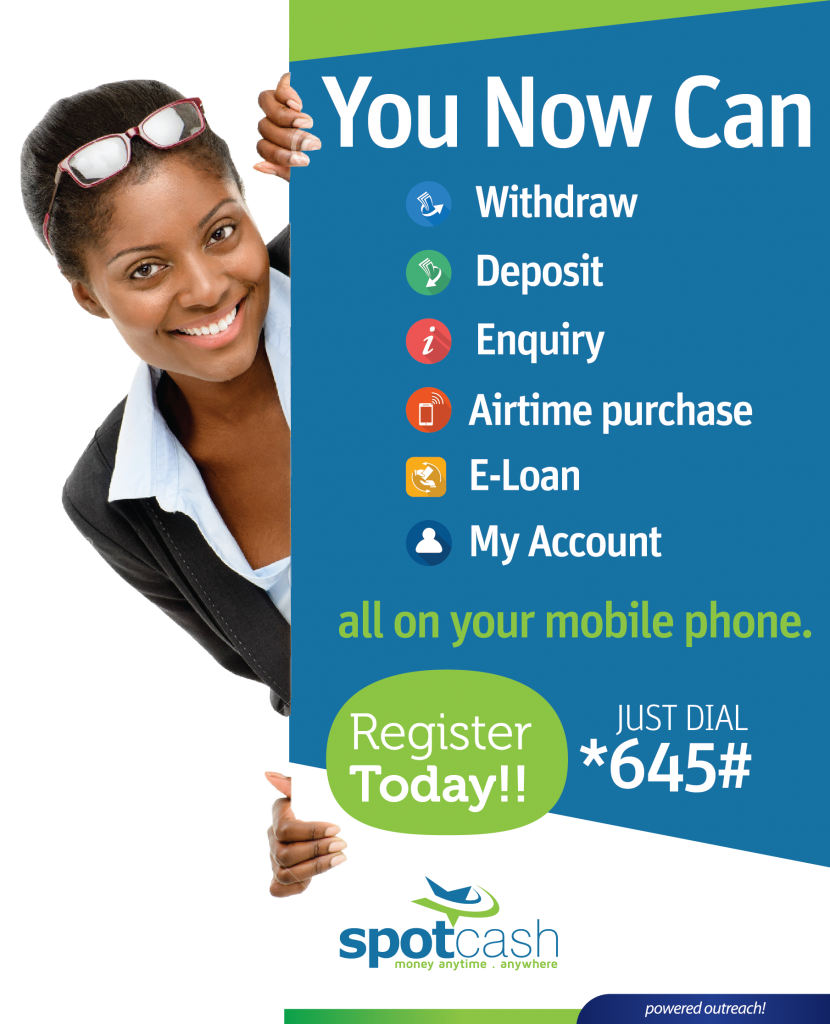 You Now Can
Withdraw
Deposit
Enquiry
Airtime purchase
E-Loan
My Account
all on your mobile phone.
Register
Today!!
JUST DIAL
*645#
spotcash
money anytime . anywhere
powered outreach!